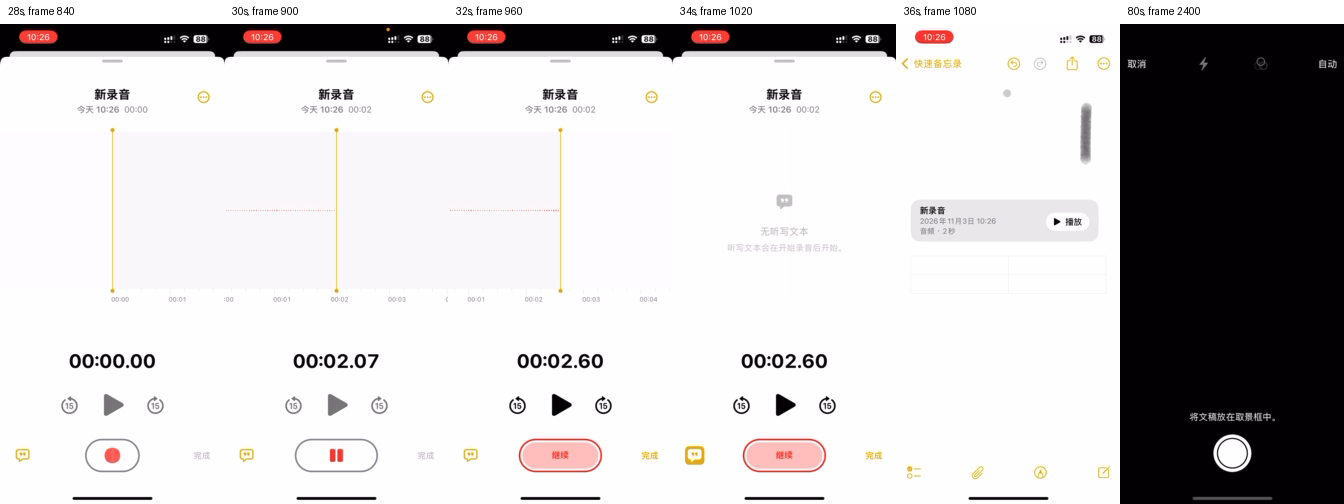 28s, frame 840
10:26
88
新录音
今天 10:26 00:00
00:00 00:01
00:00.00
15 15
完成
30s, frame 900
10:26
88
新录音
今天 10:26 00:02
:00 00:01 00:02 00:03
00:02.07
15 15
完成
32s, frame 960
10:26
88
新录音
今天 10:26 00:02
00:01 00:02 00:03 00:04
00:02.60
15 15
继续
完成
34s, frame 1020
10:26
88
新录音
今天 10:26 00:02
无听写文本
听写文本会在开始录音后开始。
00:02.60
15 15
继续
完成
36s, frame 1080
10:26
88
快速备忘录
新录音
2026年11月3日 10:26
音频 · 2秒
播放
80s, frame 2400
取消
自动
将文稿放在取景框中。